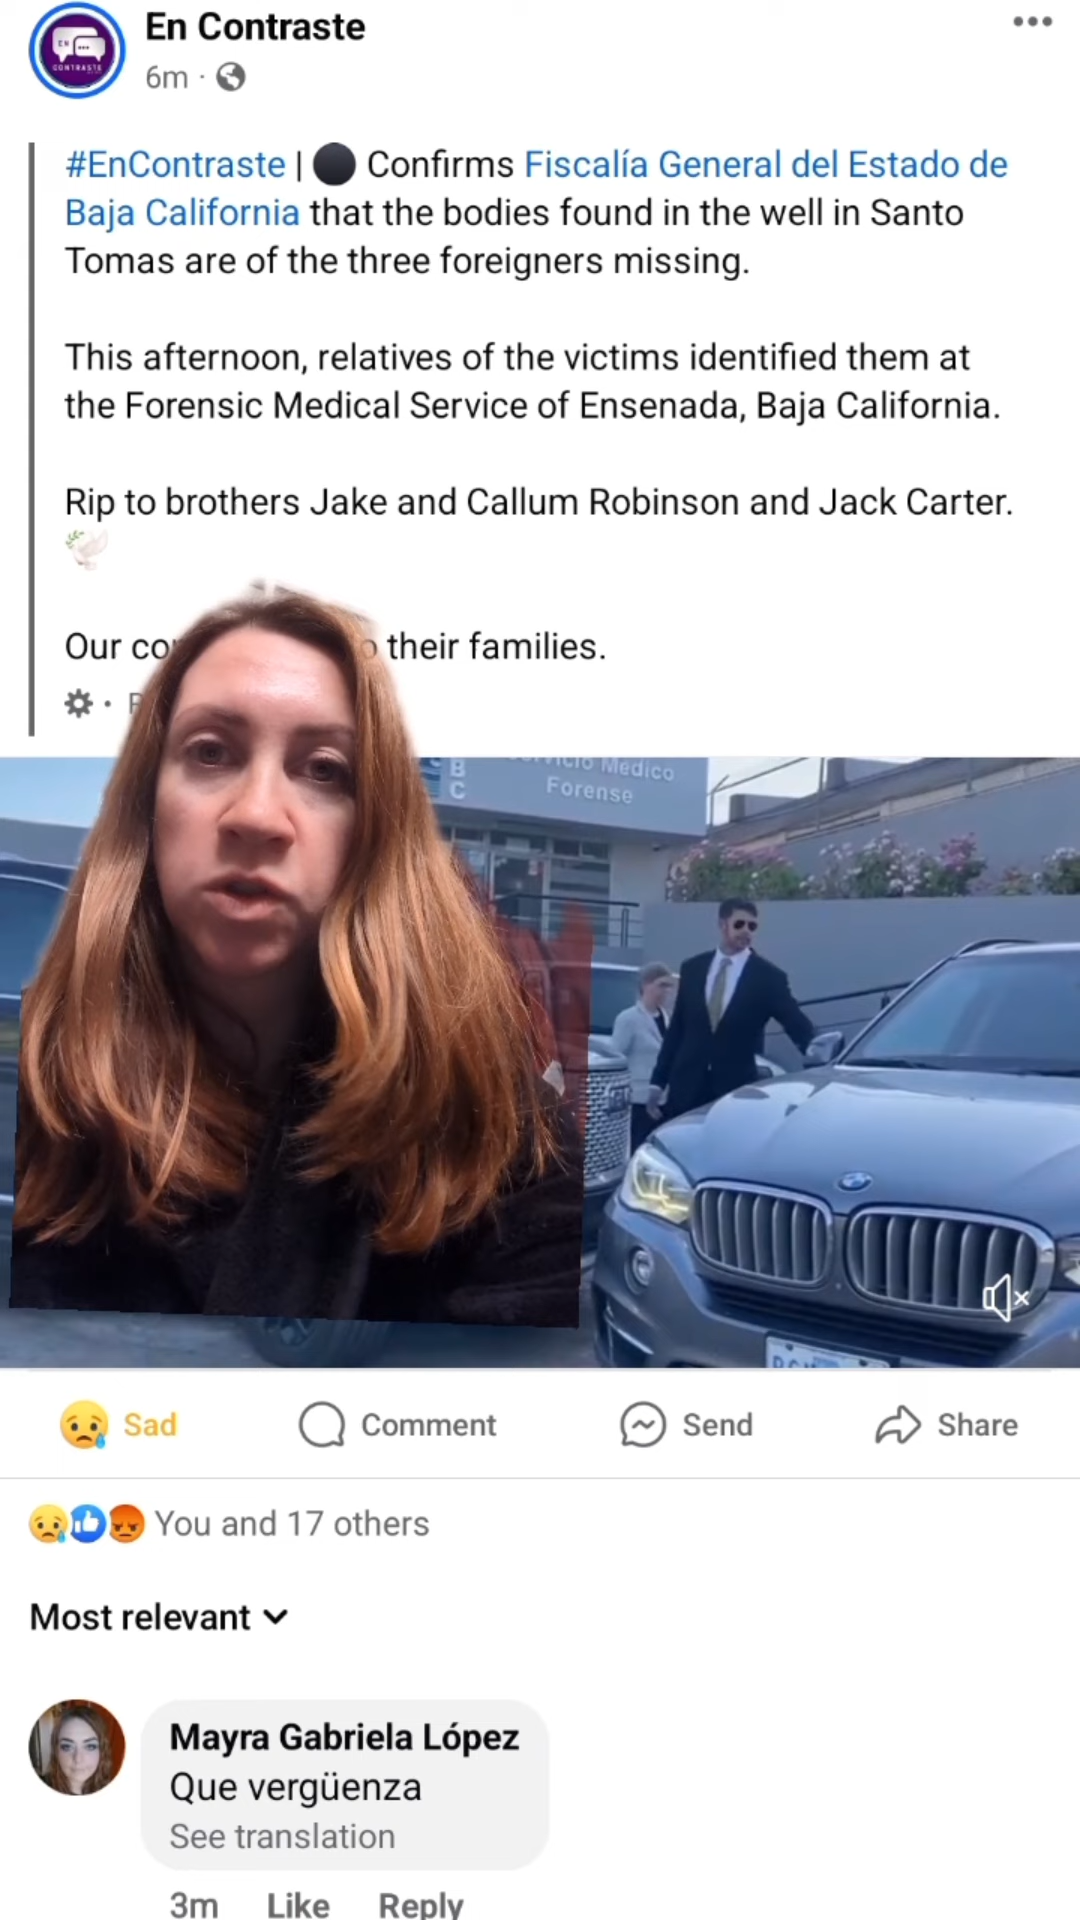 En Contraste
6m ·
EN
CONTRASTE
#EnContraste | Confirms Fiscalía General del Estado de
Baja California that the bodies found in the well in Santo
Tomas are of the three foreigners missing.
This afternoon, relatives of the victims identified them at
the Forensic Medical Service of Ensenada, Baja California.
Rip to brothers Jake and Callum Robinson and Jack Carter.
Our their families.
B
C
Medico
Forense
Sad
Comment
Send
Share
You and 17 others
Most relevant
Mayra Gabriela López
Que vergüenza
See translation
3m Like Reply